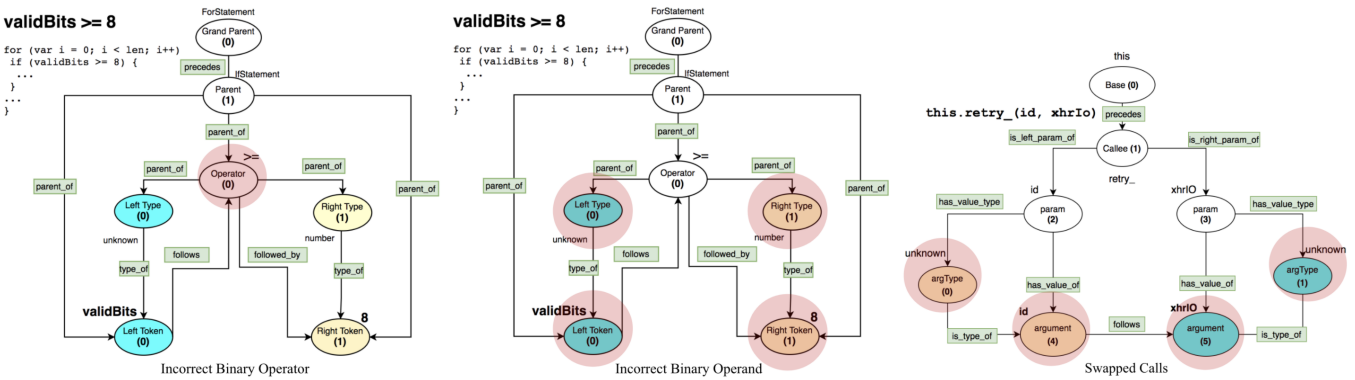 validBits >= 8
for (var i = 0; i < len; i++)
if (validBits >= 8) {
...
}
...
}
ForStatement
Grand Parent
(0)
precedes
IfStatement
Parent
(1)
parent_of
>=
parent_of
Operator
(0)
parent_of
parent_of
parent_of
Left Type
(0)
Right Type
(1)
unknown
number
follows
followed_by
type_of
type_of
validBits
8
Left Token
(0)
Right Token
(1)
Incorrect Binary Operator
validBits >= 8
for (var i = 0; i < len; i++)
if (validBits >= 8) {
...
}
...
}
ForStatement
Grand Parent
(0)
precedes
IfStatement
Parent
(1)
parent_of
>=
parent_of
Operator
(0)
parent_of
parent_of
parent_of
Left Type
(0)
Right Type
(1)
unknown
number
follows
followed_by
type_of
type_of
validBits
8
Left Token
(0)
Right Token
(1)
Incorrect Binary Operand
this
Base (0)
this.retry_(id, xhrIo)
precedes
is_left_param_of
is_right_param_of
Callee (1)
retry_
id
xhrIO
has_value_type
param
(2)
param
(3)
has_value_type
unknown
unknown
argType
(0)
argType
(1)
has_value_of
has_value_of
id
xhrIO
is_type_of
argument
(4)
follows
argument
(5)
is_type_of
Swapped Calls